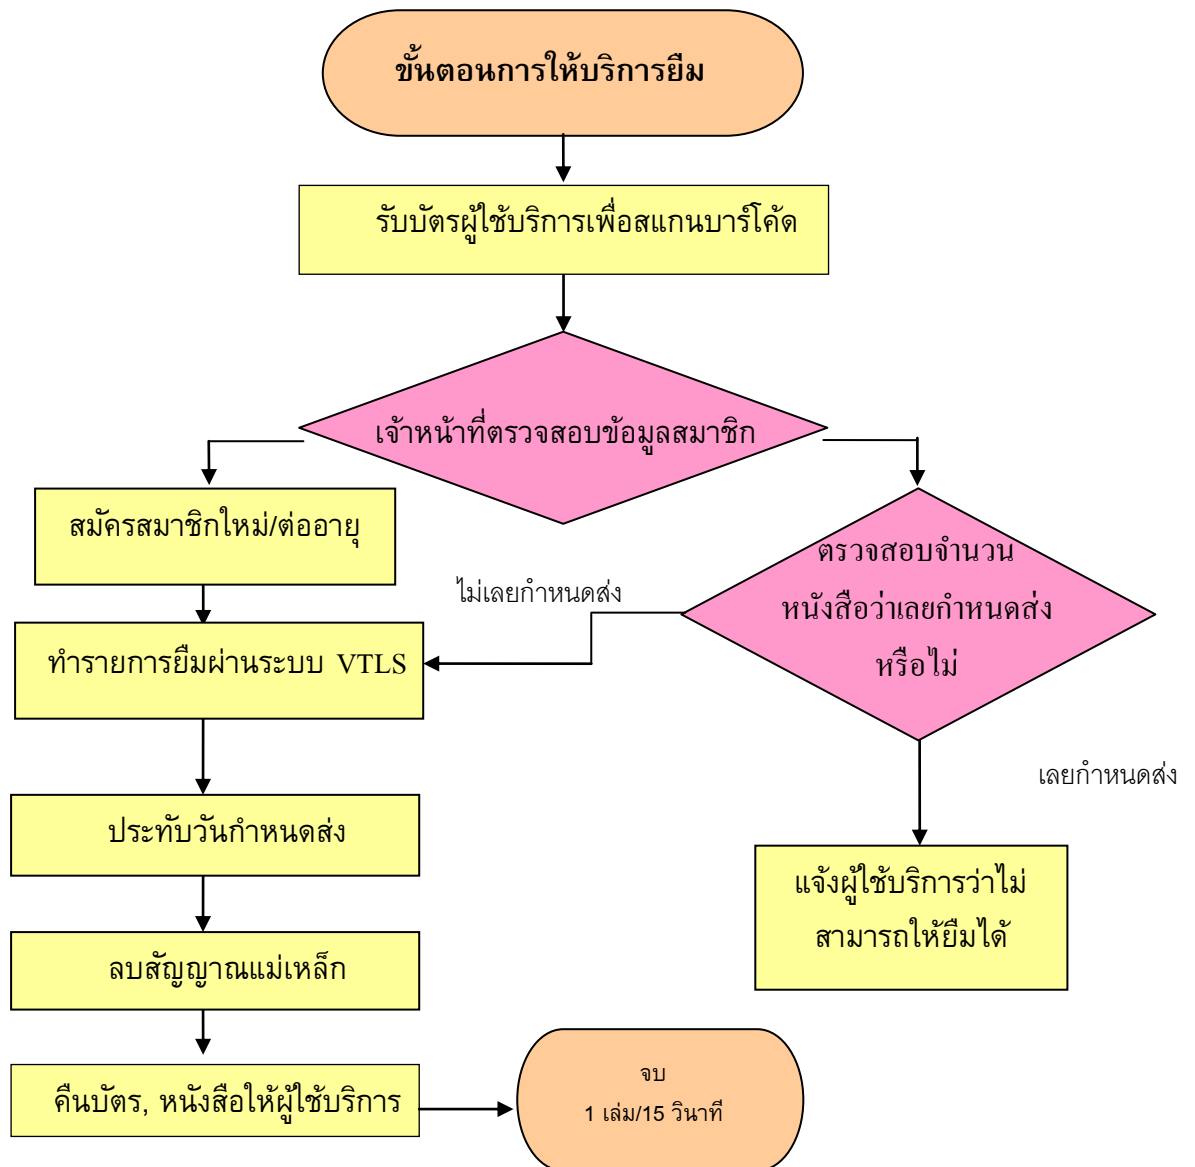 ขั้นตอนการให้บริการยืม
รับบัตรผู้ใช้บริการเพื่อสแกนบาร์โค้ด
เจ้าหน้าที่ตรวจสอบข้อมูลสมาชิก
สมัครสมาชิกใหม่/ต่ออายุ
ตรวจสอบจำนวน
หนังสือว่าเลยกำหนดส่ง
หรือไม่
ไม่เลยกำหนดส่ง
ทำรายการยืมผ่านระบบ VTLS
เลยกำหนดส่ง
ประทับวันกำหนดส่ง
แจ้งผู้ใช้บริการว่าไม่
สามารถให้ยืมได้
ลบสัญญาณแม่เหล็ก
คืนบัตร, หนังสือให้ผู้ใช้บริการ
จบ
1 เล่ม/15 วินาที